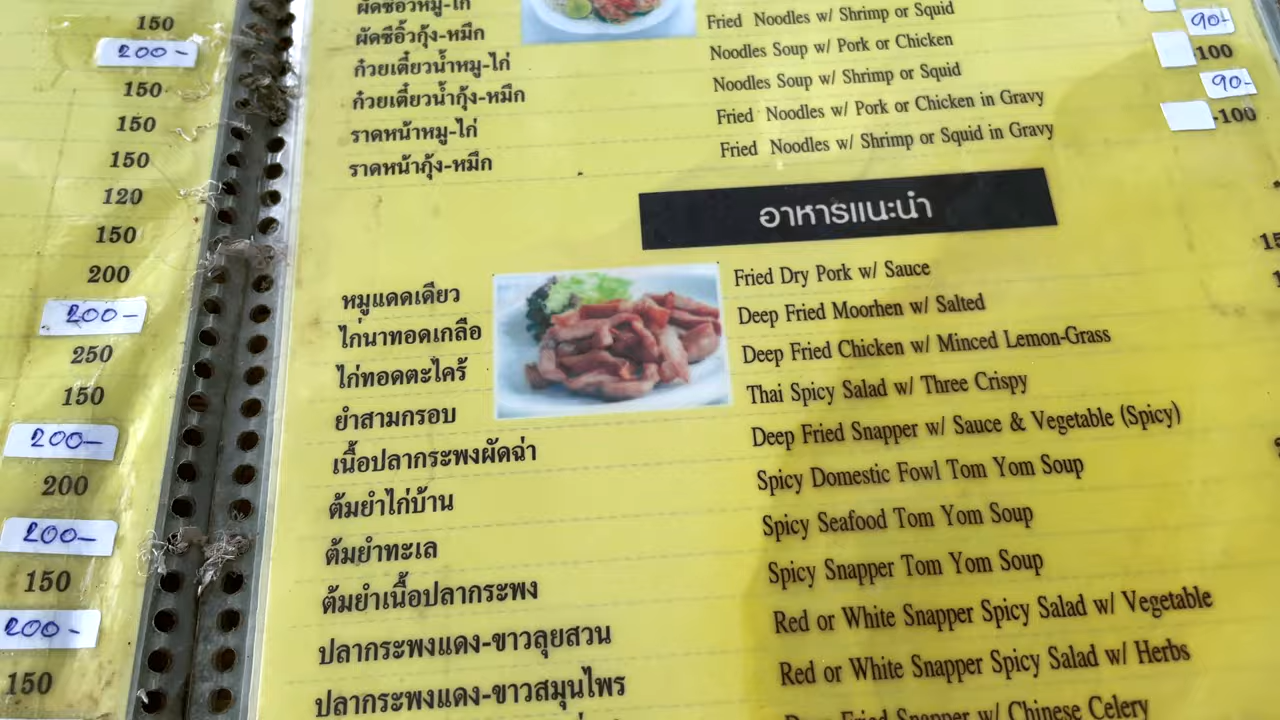 150
200-
150
150
150
120
150
200
200-
250
150
200-
200
200-
150
200-
150
ผัดซีอิ๊วหมู-ไก่
ผัดซีอิ้วกุ้ง-หมึก
ก๋วยเตี๋ยวน้ำหมู-ไก่
ก๋วยเตี๋ยวน้ำกุ้ง-หมึก
ราดหน้าหมู-ไก่
ราดหน้ากุ้ง-หมึก
Fried Noodles w/ Shrimp or Squid
Noodles Soup w/ Pork or Chicken 90-
Noodles Soup w/ Shrimp or Squid 100
Fried Noodles w/ Pork or Chicken in Gravy 90-
Fried Noodles w/ Shrimp or Squid in Gravy -100
อาหารแนะนำ
หมูแดดเดียว Fried Dry Pork w/ Sauce
ไก่นาทอดเกลือ Deep Fried Moorhen w/ Salted
ไก่ทอดตะไคร้ Deep Fried Chicken w/ Minced Lemon-Grass
ยำสามกรอบ Thai Spicy Salad w/ Three Crispy
เนื้อปลากระพงผัดฉ่า Deep Fried Snapper w/ Sauce & Vegetable (Spicy)
ต้มยำไก่บ้าน Spicy Domestic Fowl Tom Yom Soup
ต้มยำทะเล Spicy Seafood Tom Yom Soup
ต้มยำเนื้อปลากระพง Spicy Snapper Tom Yom Soup
ปลากระพงแดง-ขาวลุยสวน Red or White Snapper Spicy Salad w/ Vegetable
ปลากระพงแดง-ขาวสมุนไพร Red or White Snapper Spicy Salad w/ Herbs
Deep Fried Snapper w/ Chinese Celery